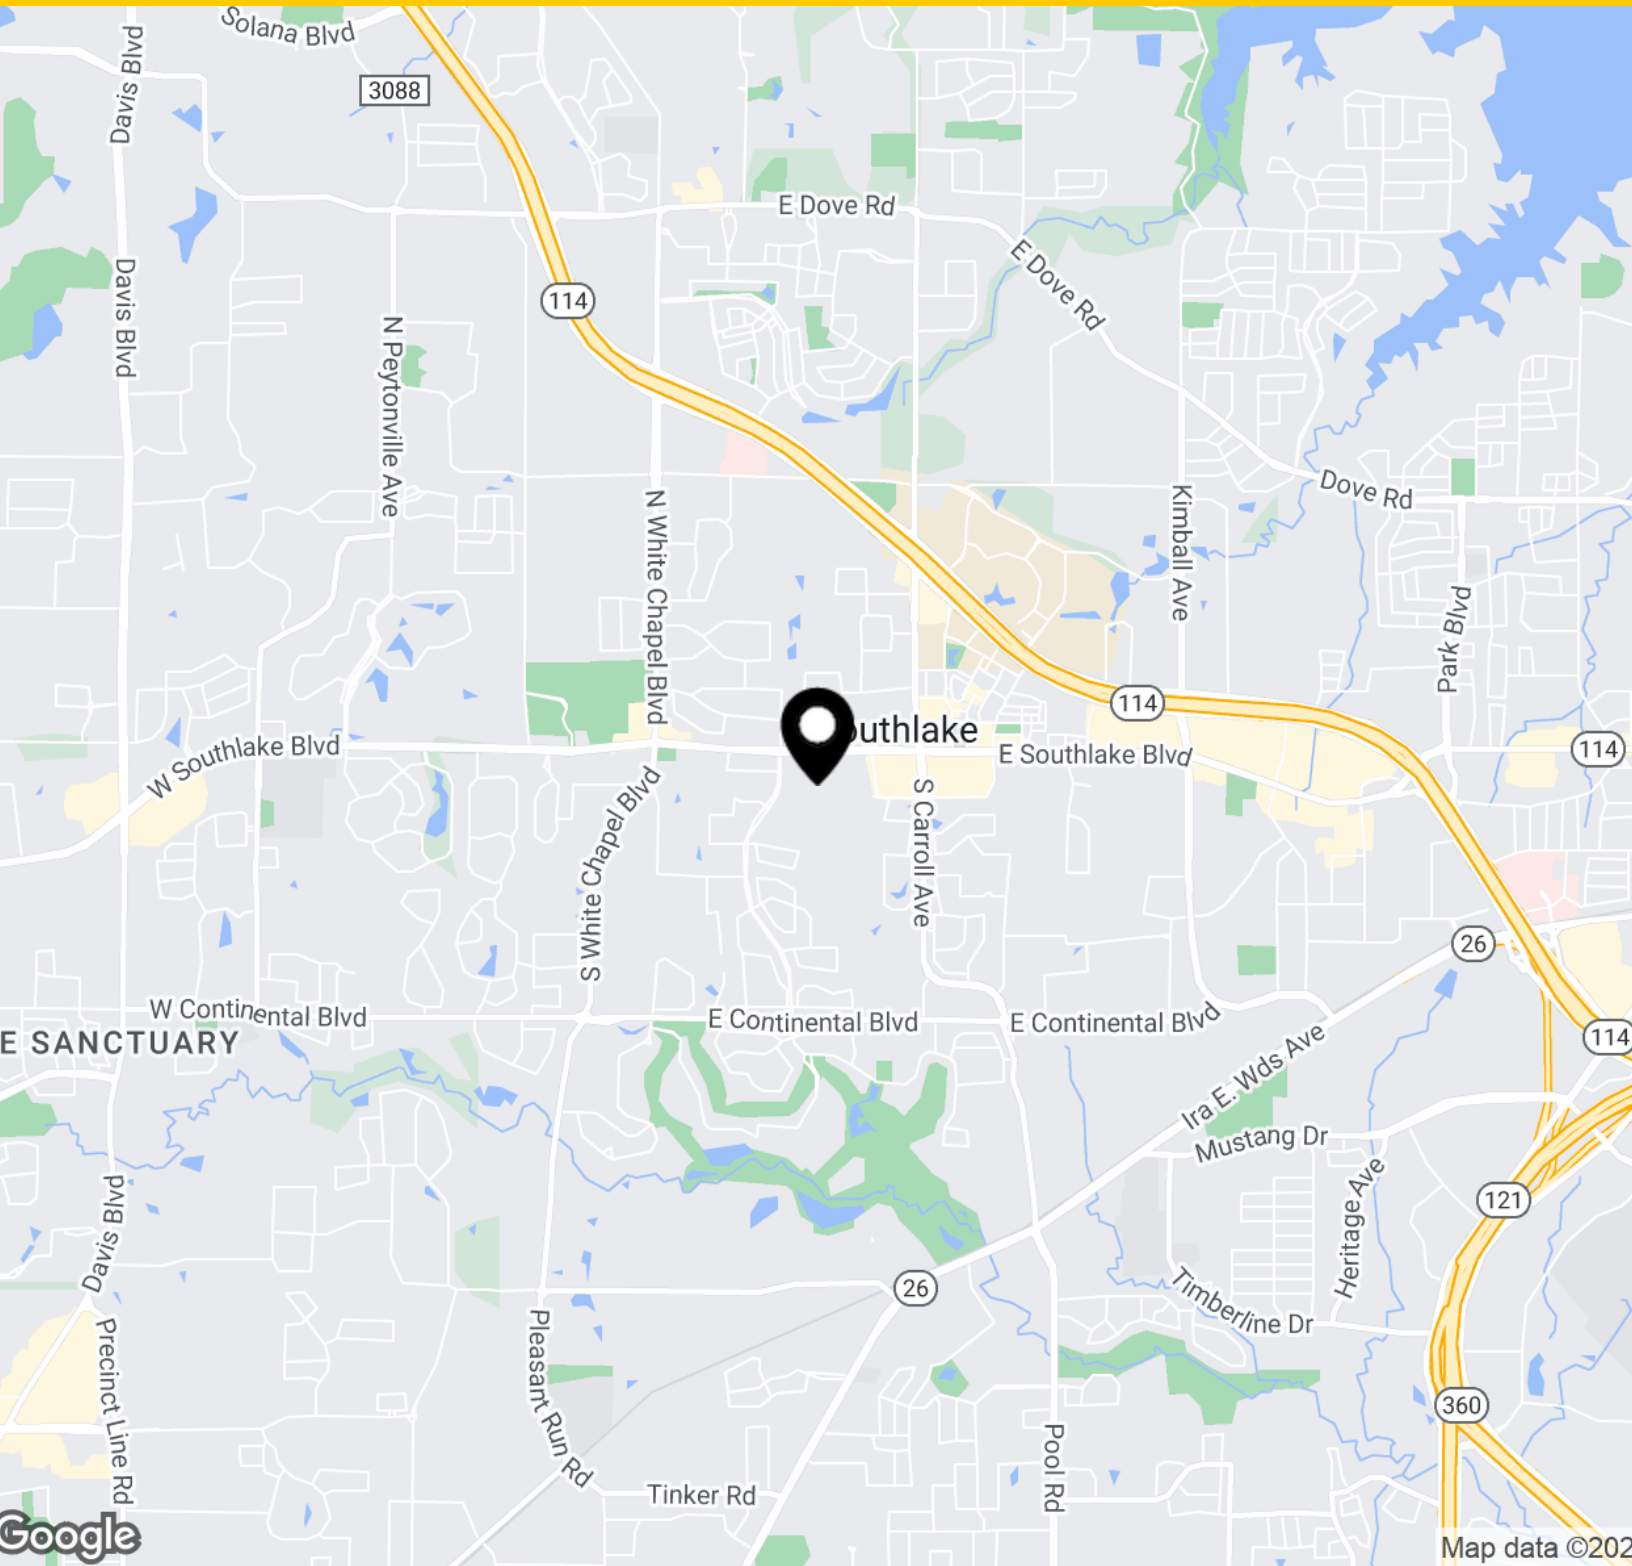 Solana Blvd
Davis Blvd
3088
E Dove Rd
E Dove Rd
Davis Blvd
114
N Peytonville Ave
Dove Rd
Kimball Ave
N White Chapel Blvd
Park Blvd
114
outhlake
W Southlake Blvd
E Southlake Blvd
114
S White Chapel Blvd
S Carroll Ave
26
W Continental Blvd
E Continental Blvd
E Continental Blvd
E SANCTUARY
114
Ira E. Wds Ave
Mustang Dr
Heritage Ave
121
Davis Blvd
26
Timberline Dr
Pleasant Run Rd
Precinct Line Rd
360
Pool Rd
Tinker Rd
Google
Map data ©202